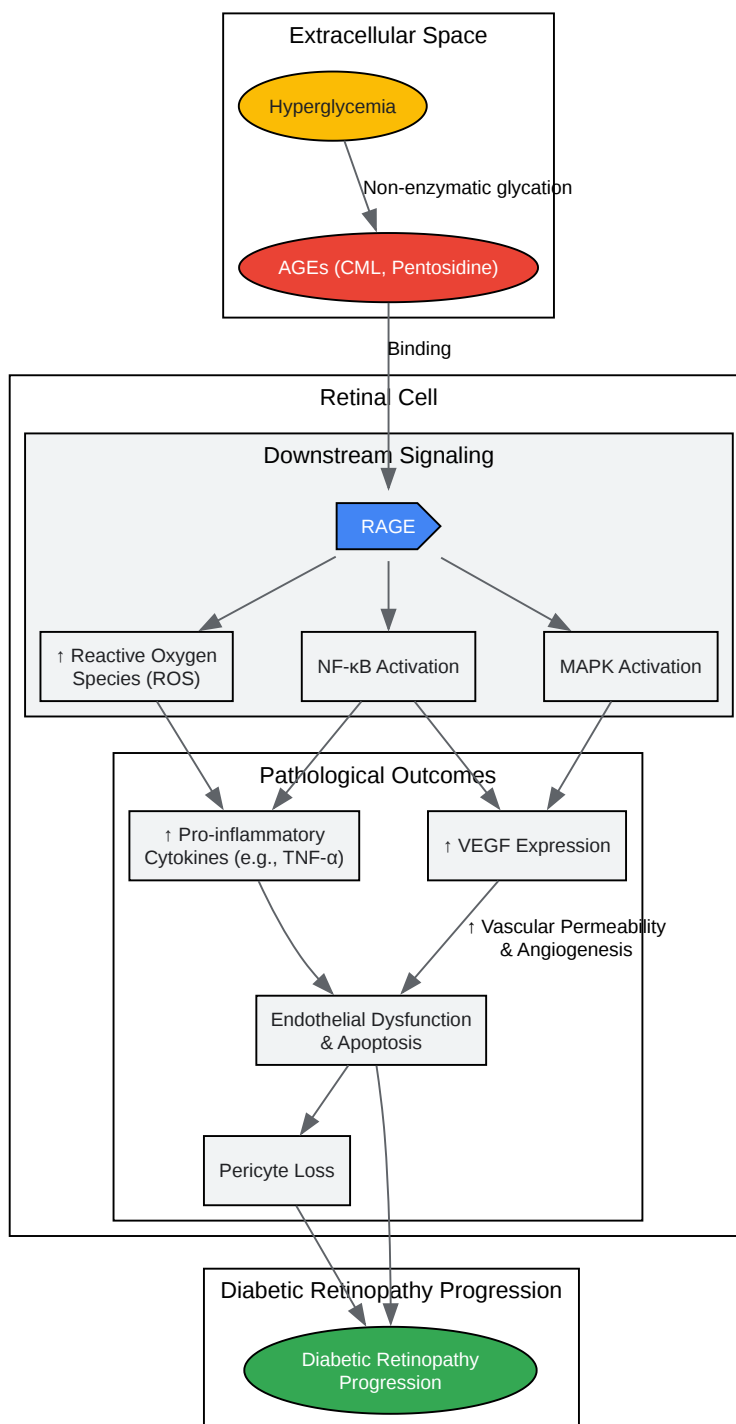 Extracellular Space
Hyperglycemia
Non-enzymatic glycation
AGEs (CML, Pentosidine)
Binding
Retinal Cell
Downstream Signaling
RAGE
↑ Reactive Oxygen
Species (ROS)
NF-κB Activation
MAPK Activation
Pathological Outcomes
↑ Pro-inflammatory
Cytokines (e.g., TNF-α)
↑ VEGF Expression
↑ Vascular Permeability
& Angiogenesis
Endothelial Dysfunction
& Apoptosis
Pericyte Loss
Diabetic Retinopathy Progression
Diabetic Retinopathy
Progression